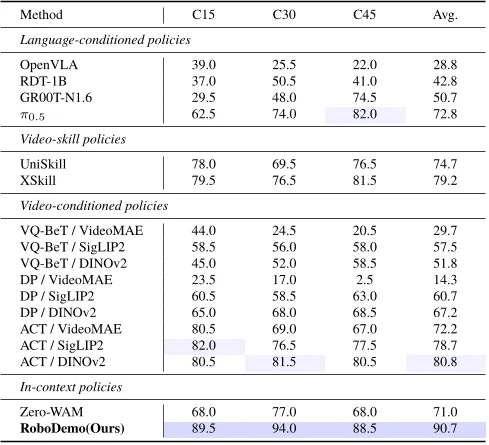 Method C15 C30 C45 Avg.
Language-conditioned policies
OpenVLA 39.0 25.5 22.0 28.8
RDT-1B 37.0 50.5 41.0 42.8
GR00T-N1.6 29.5 48.0 74.5 50.7
π0.5 62.5 74.0 82.0 72.8
Video-skill policies
UniSkill 78.0 69.5 76.5 74.7
XSkill 79.5 76.5 81.5 79.2
Video-conditioned policies
VQ-BeT / VideoMAE 44.0 24.5 20.5 29.7
VQ-BeT / SigLIP2 58.5 56.0 58.0 57.5
VQ-BeT / DINOv2 45.0 52.0 58.5 51.8
DP / VideoMAE 23.5 17.0 2.5 14.3
DP / SigLIP2 60.5 58.5 63.0 60.7
DP / DINOv2 65.0 68.0 68.5 67.2
ACT / VideoMAE 80.5 69.0 67.0 72.2
ACT / SigLIP2 82.0 76.5 77.5 78.7
ACT / DINOv2 80.5 81.5 80.5 80.8
In-context policies
Zero-WAM 68.0 77.0 68.0 71.0
RoboDemo(Ours) 89.5 94.0 88.5 90.7